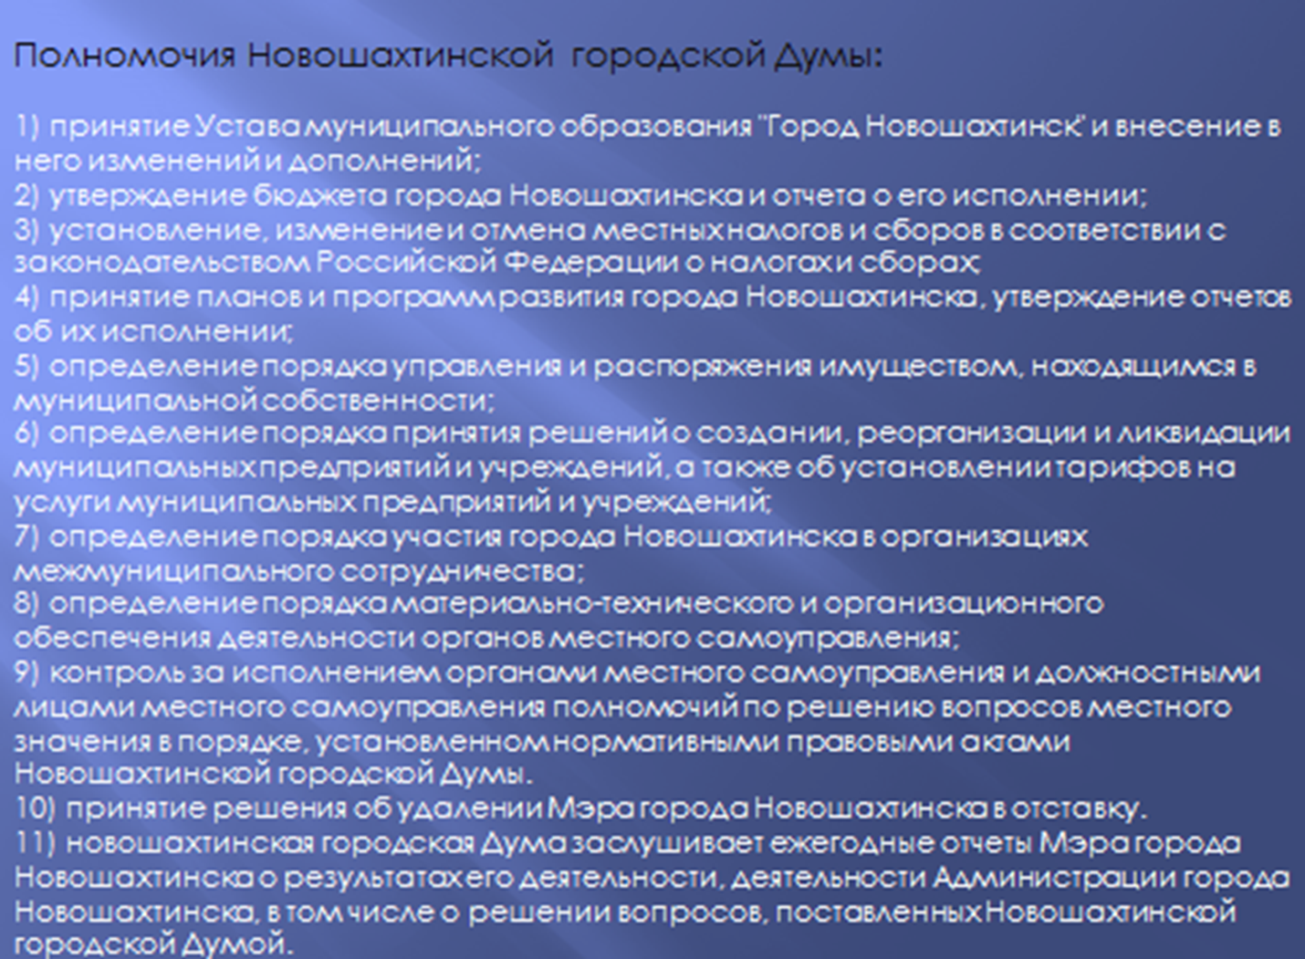 Полномочия Новошахтинской городской Думы:
1) принятие Устава муниципального образования "Город Новошахтинск" и внесение в
него изменений и дополнений;
2) утверждение бюджета города Новошахтинска и отчета о его исполнении;
3) установление, изменение и отмена местных налогов и сборов в соответствии с
законодательством Российской Федерации о налогах и сборах;
4) принятие планов и программ развития города Новошахтинска, утверждение отчетов
об их исполнении;
5) определение порядка управления и распоряжения имуществом, находящимся в
муниципальной собственности;
6) определение порядка принятия решений о создании, реорганизации и ликвидации
муниципальных предприятий и учреждений, а также об установлении тарифов на
услуги муниципальных предприятий и учреждений;
7) определение порядка участия города Новошахтинска в организациях
межмуниципального сотрудничества;
8) определение порядка материально-технического и организационного
обеспечения деятельности органов местного самоуправления;
9) контроль за исполнением органами местного самоуправления и должностными
лицами местного самоуправления полномочий по решению вопросов местного
значения в порядке, установленном нормативными правовыми актами
Новошахтинской городской Думы.
10) принятие решения об удалении Мэра города Новошахтинска в отставку.
11) новошахтинская городская Дума заслушивает ежегодные отчеты Мэра города
Новошахтинска о результатах его деятельности, деятельности Администрации города
Новошахтинска, в том числе о решении вопросов, поставленных Новошахтинской
городской Думой.